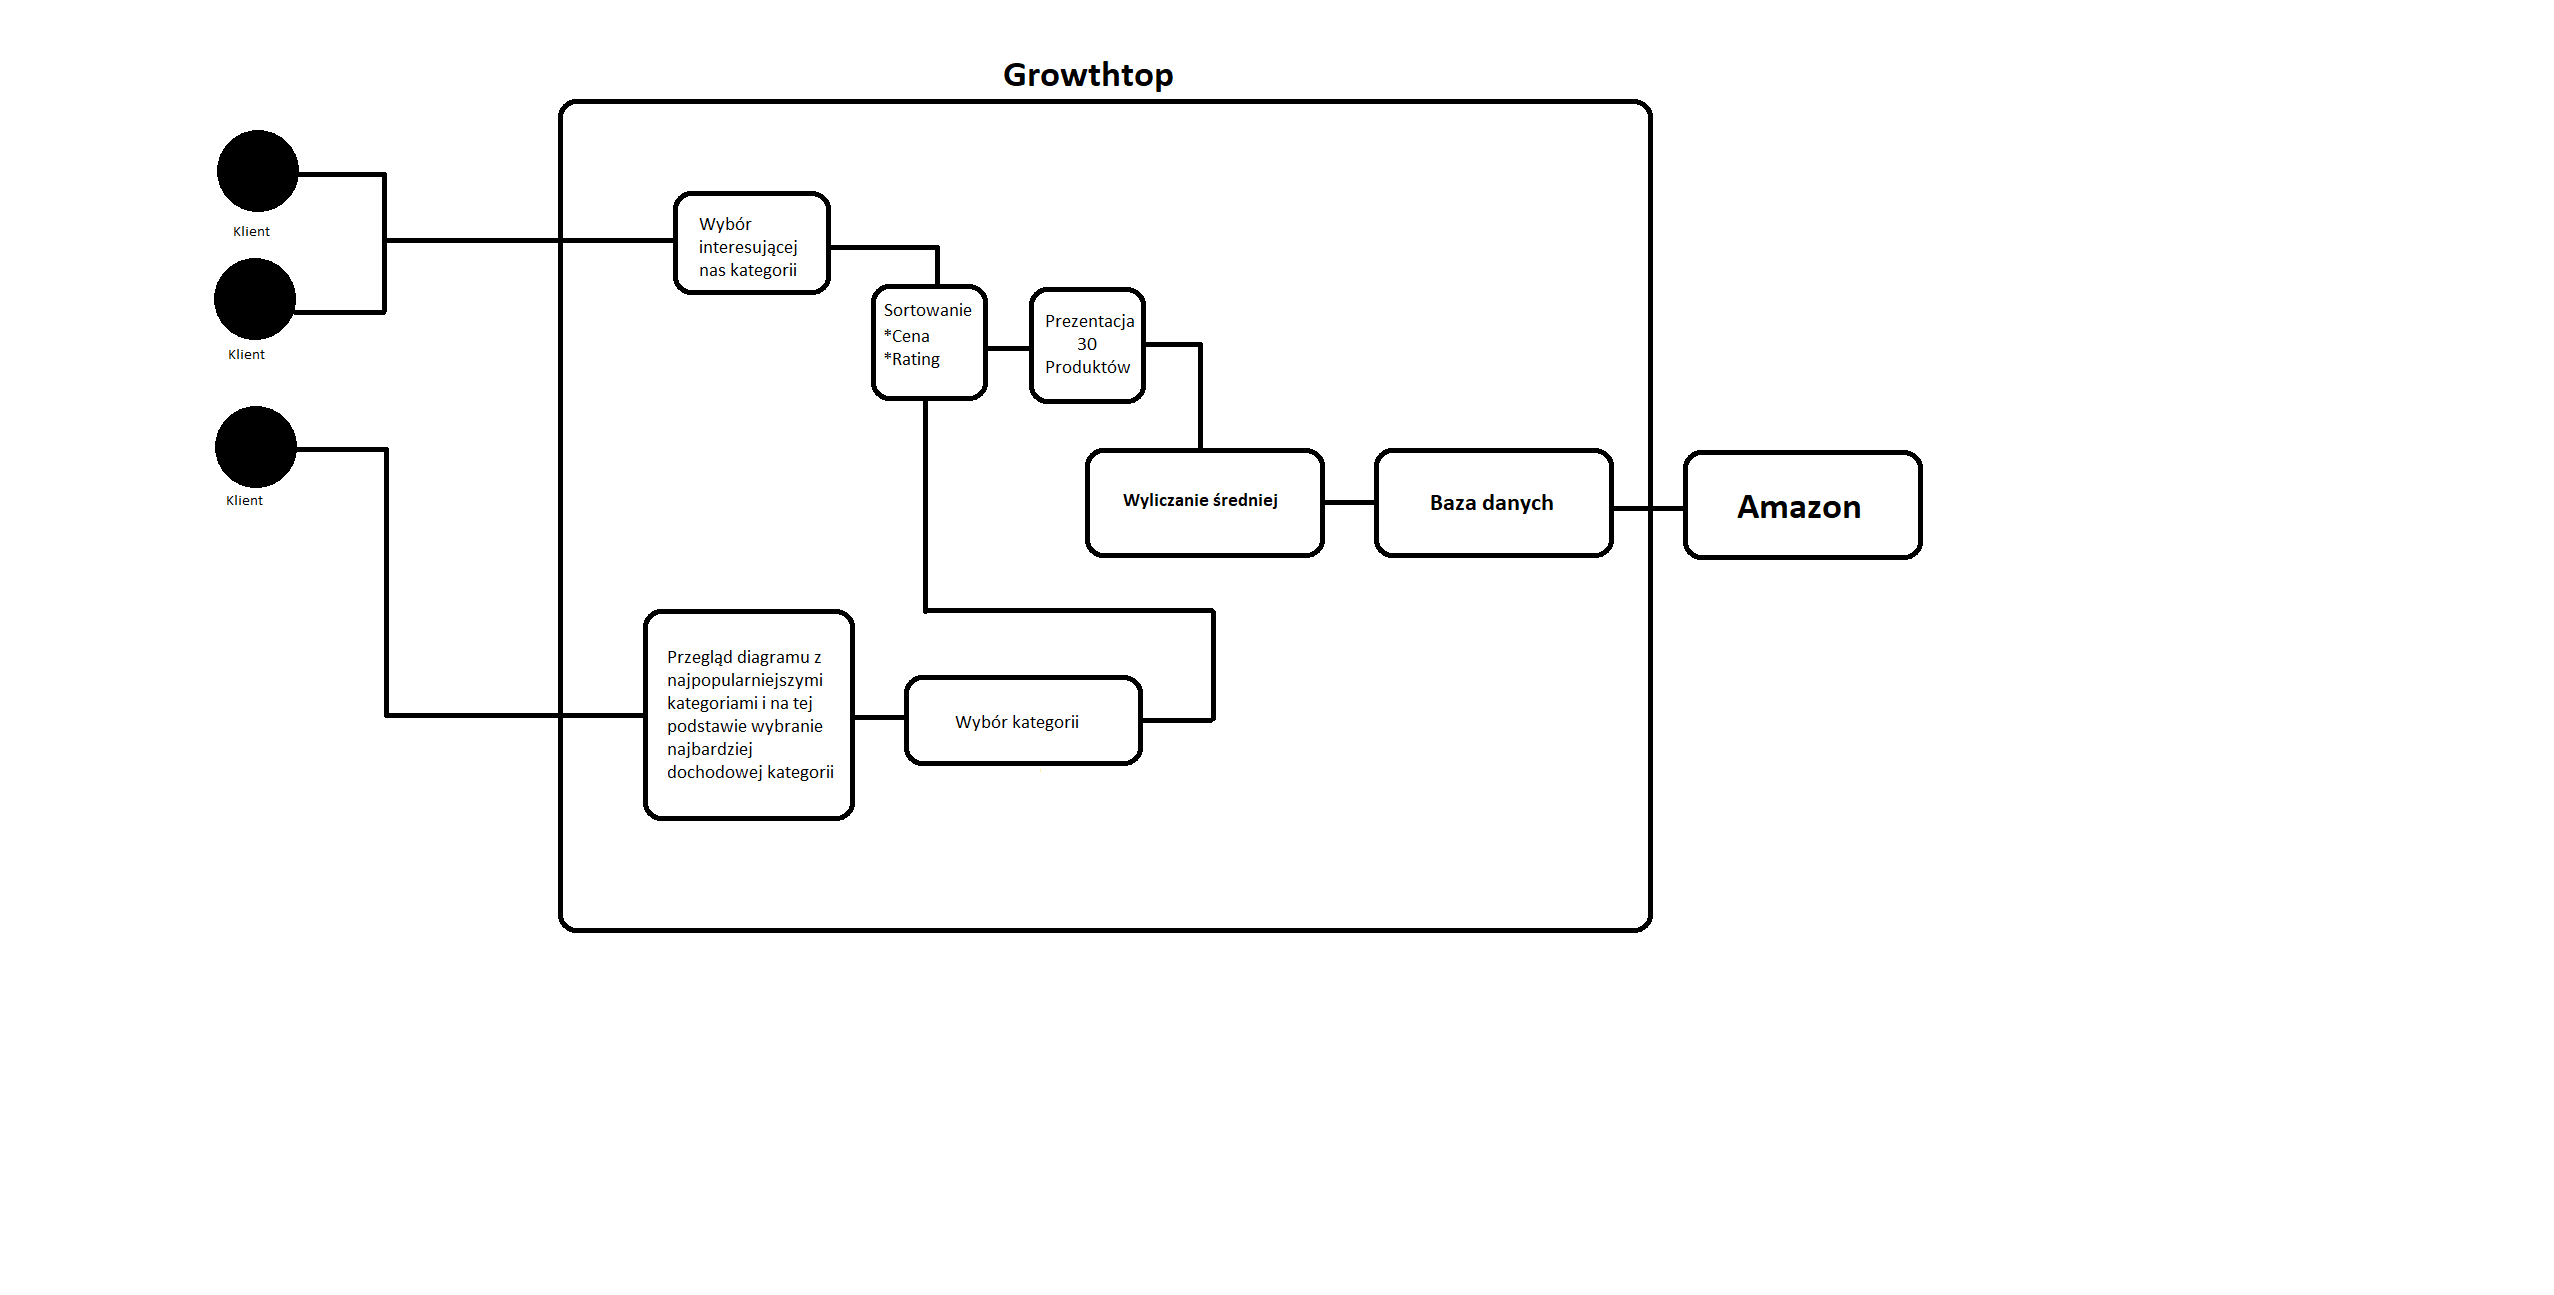 Growthtop
Klient
Klient
Klient
Wybór
interesującej
nas kategorii
Sortowanie
*Cena
*Rating
Prezentacja
30
Produktów
Wyliczanie średniej
Baza danych
Amazon
Przegląd diagramu z
najpopularniejszymi
kategoriami i na tej
podstawie wybranie
najbardziej
dochodowej kategorii
Wybór kategorii